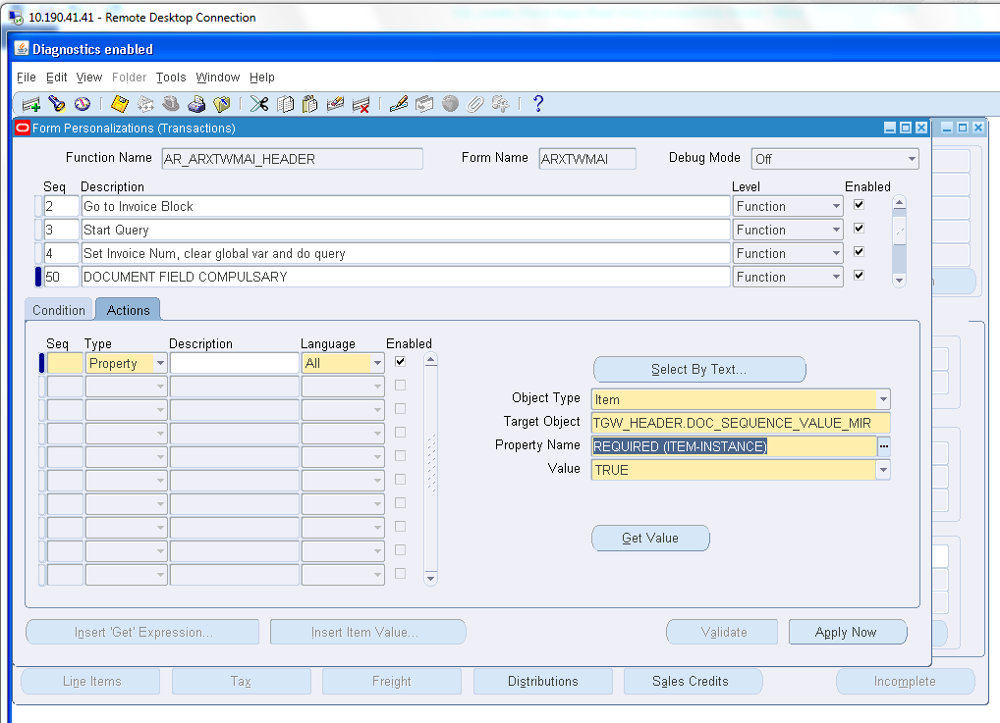 10.190.41.41 - Remote Desktop Connection
Diagnostics enabled
File Edit View Folder Tools Window Help
Form Personalizations (Transactions)
Function Name AR_ARXTWMAI_HEADER Form Name ARXTWMAI Debug Mode Off
Seq Description Level Enabled
2 Go to Invoice Block Function
3 Start Query Function
4 Set Invoice Num, clear global var and do query Function
50 DOCUMENT FIELD COMPULSARY Function
Condition Actions
Seq Type Description Language Enabled
Property All
Select By Text...
Object Type Item
Target Object TGW_HEADER.DOC_SEQUENCE_VALUE_MIR
Property Name REQUIRED (ITEM-INSTANCE)
Value TRUE
Get Value
Insert 'Get' Expression... Insert Item Value... Validate Apply Now
Line Items Tax Freight Distributions Sales Credits Incomplete